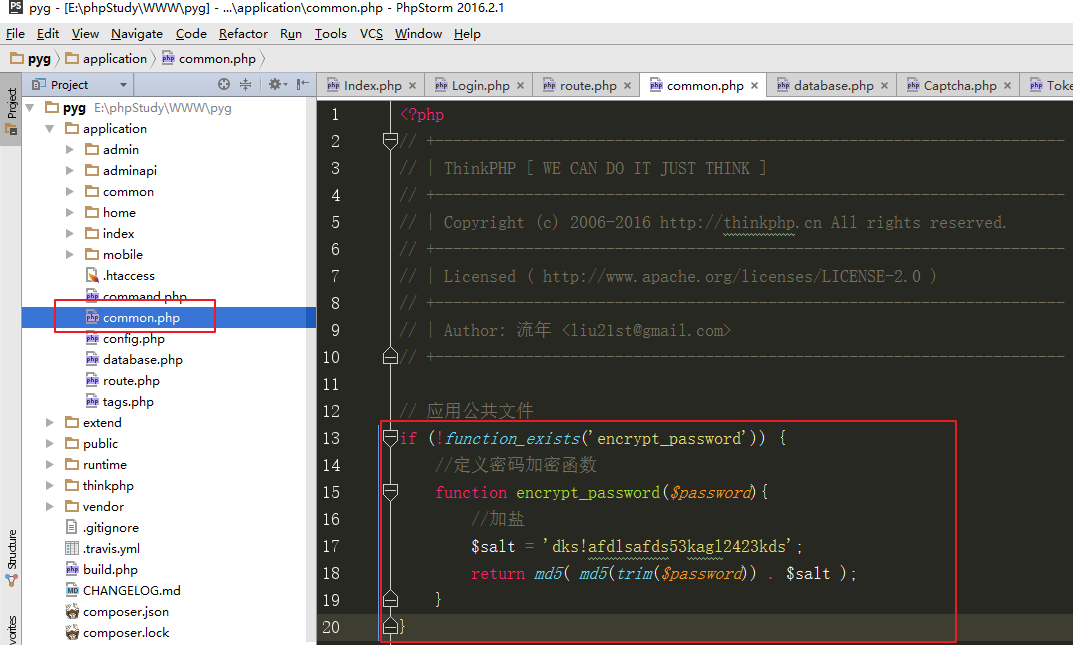 PS pyg - [E:\phpStudy\WWW\pyg] - ...\application\common.php - PhpStorm 2016.2.1
File Edit View Navigate Code Refactor Run Tools VCS Window Help
pyg application common.php
Project
Index.php Login.php route.php common.php database.php Captcha.php Toke
Project
Structure
vorites
pyg E:\phpStudy\WWW\pyg
application
admin
adminapi
common
home
index
mobile
.htaccess
command.php
common.php
config.php
database.php
route.php
tags.php
extend
public
runtime
thinkphp
vendor
.gitignore
.travis.yml
build.php
CHANGELOG.md
composer.json
composer.lock
1 <?php
2 // +----------------------------------------------------------------------
3 // | ThinkPHP [ WE CAN DO IT JUST THINK ]
4 // +----------------------------------------------------------------------
5 // | Copyright (c) 2006-2016 http://thinkphp.cn All rights reserved.
6 // +----------------------------------------------------------------------
7 // | Licensed ( http://www.apache.org/licenses/LICENSE-2.0 )
8 // +----------------------------------------------------------------------
9 // | Author: 流年 <liu21st@gmail.com>
10 // +----------------------------------------------------------------------
11
12 // 应用公共文件
13 if (!function_exists('encrypt_password')) {
14 //定义密码加密函数
15 function encrypt_password($password){
16 //加盐
17 $salt = 'dks!afdlsafds53kagl2423kds';
18 return md5( md5(trim($password)) . $salt );
19 }
20 }